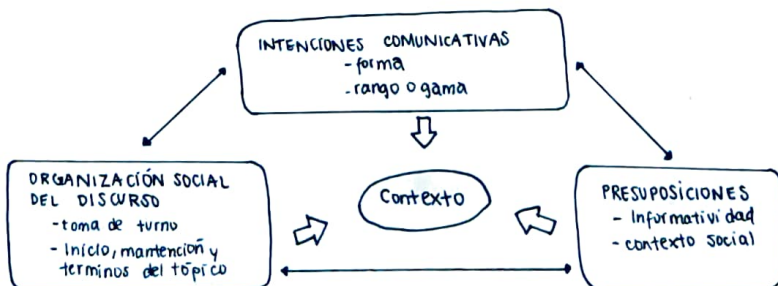 INTENCIONES COMUNICATIVAS
- forma
- rango o gama
ORGANIZACIÓN SOCIAL
DEL DISCURSO
- toma de turno
- Inicio, mantención y
terminos del tópico
Contexto
PRESUPOSICIONES
- Informatividad
- contexto social